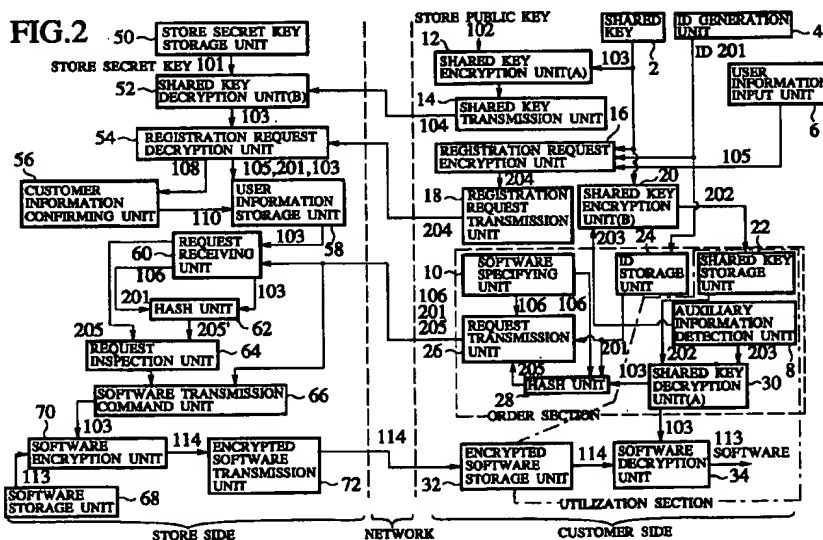 FIG.2
50
STORE SECRET KEY
STORAGE UNIT
STORE SECRET KEY 101
52
SHARED KEY
DECRYPTION UNIT(B)
103
54
REGISTRATION REQUEST
DECRYPTION UNIT
108
105,201,103
56
CUSTOMER
INFORMATION
CONFIRMING UNIT
110
USER
INFORMATION
STORAGE UNIT
58
103
60
REQUEST
RECEIVING
UNIT
106
201
103
HASH UNIT
62
205
205'
REQUEST
INSPECTION UNIT
64
SOFTWARE TRANSMISSION
COMMAND UNIT
66
70
103
SOFTWARE
ENCRYPTION UNIT
114
ENCRYPTED
SOFTWARE
TRANSMISSION
UNIT
72
113
SOFTWARE
STORAGE UNIT
68
STORE SIDE
NETWORK
114
STORE PUBLIC KEY
102
12
SHARED KEY
ENCRYPTION UNIT(A)
103
SHARED
KEY
2
ID GENERATION
UNIT
4
ID 201
USER
INFORMATION
INPUT UNIT
6
14
104
SHARED KEY
TRANSMISSION UNIT
16
REGISTRATION REQUEST
ENCRYPTION UNIT
105
204
18
204
REGISTRATION
REQUEST
TRANSMISSION
UNIT
20
SHARED KEY
ENCRYPTION
UNIT(B)
202
203
24
22
10
SOFTWARE
SPECIFYING
UNIT
ID STORAGE
UNIT
SHARED KEY
STORAGE
UNIT
106
201
205
106
106
REQUEST
TRANSMISSION
UNIT
26
201
AUXILIARY
INFORMATION
DETECTION UNIT
8
202
203
205
28
HASH UNIT
103
SHARED KEY
DECRYPTION
UNIT(A)
30
ORDER SECTION
103
ENCRYPTED
SOFTWARE
STORAGE UNIT
32
114
SOFTWARE
DECRYPTION
UNIT
34
113
SOFTWARE
UTILIZATION SECTION
CUSTOMER SIDE